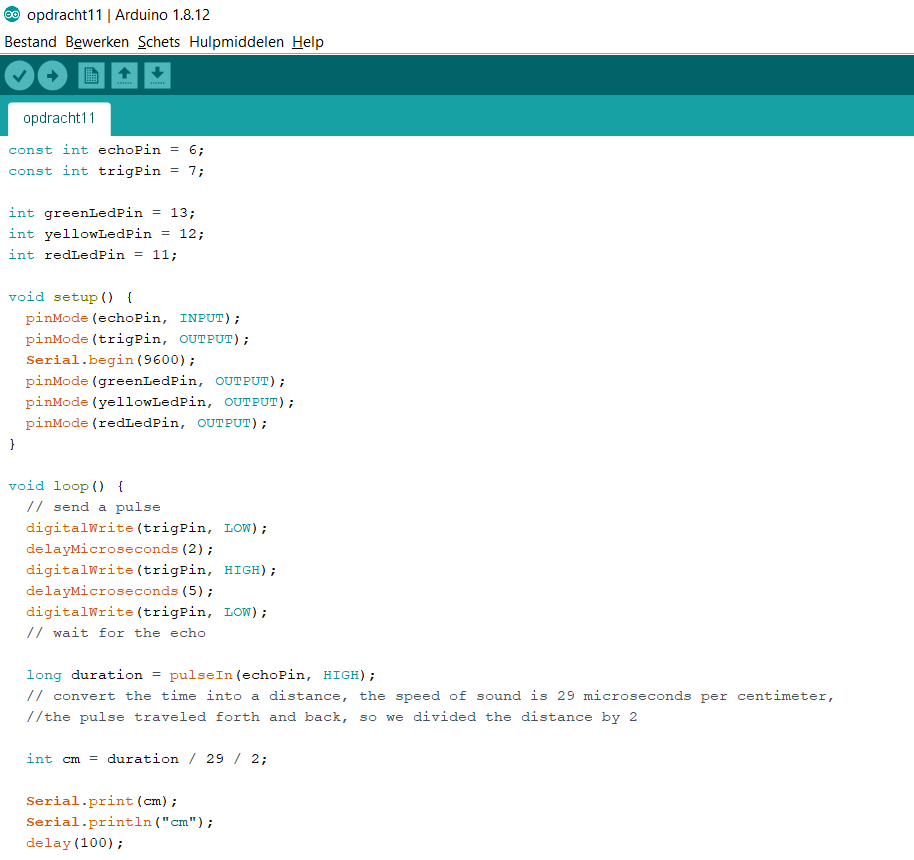 opdracht11 | Arduino 1.8.12
Bestand Bewerken Schets Hulpmiddelen Help
opdracht11
const int echoPin = 6;
const int trigPin = 7;
int greenLedPin = 13;
int yellowLedPin = 12;
int redLedPin = 11;
void setup() {
  pinMode(echoPin, INPUT);
  pinMode(trigPin, OUTPUT);
  Serial.begin(9600);
  pinMode(greenLedPin, OUTPUT);
  pinMode(yellowLedPin, OUTPUT);
  pinMode(redLedPin, OUTPUT);
}
void loop() {
  // send a pulse
  digitalWrite(trigPin, LOW);
  delayMicroseconds(2);
  digitalWrite(trigPin, HIGH);
  delayMicroseconds(5);
  digitalWrite(trigPin, LOW);
  // wait for the echo
  long duration = pulseIn(echoPin, HIGH);
  // convert the time into a distance, the speed of sound is 29 microseconds per centimeter,
  //the pulse traveled forth and back, so we divided the distance by 2
  int cm = duration / 29 / 2;
  Serial.print(cm);
  Serial.println("cm");
  delay(100);